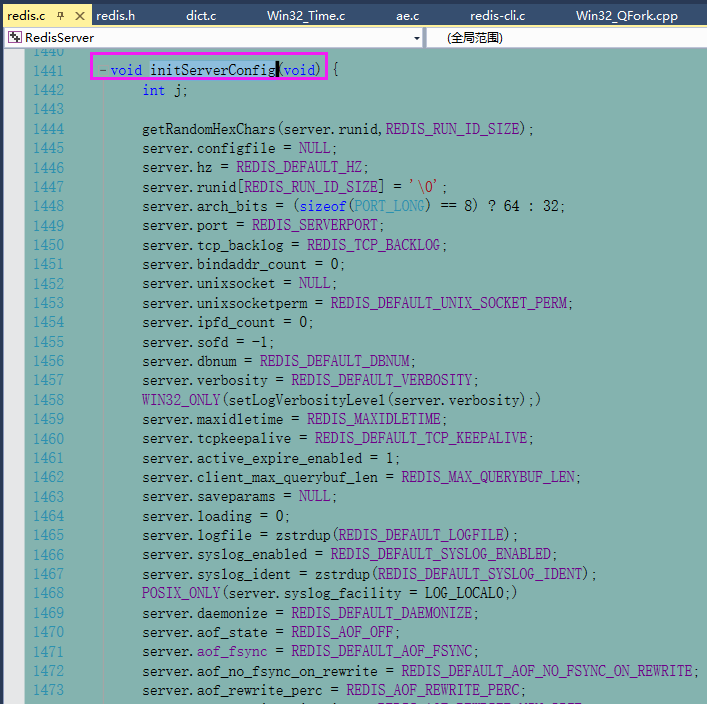 redis.c redis.h dict.c Win32_Time.c ae.c redis-cli.c Win32_QFork.cpp
RedisServer (全局范围)
1440
1441 void initServerConfig(void) {
1442 int j;
1443
1444 getRandomHexChars(server.runid,REDIS_RUN_ID_SIZE);
1445 server.configfile = NULL;
1446 server.hz = REDIS_DEFAULT_HZ;
1447 server.runid[REDIS_RUN_ID_SIZE] = '\0';
1448 server.arch_bits = (sizeof(PORT_LONG) == 8) ? 64 : 32;
1449 server.port = REDIS_SERVERPORT;
1450 server.tcp_backlog = REDIS_TCP_BACKLOG;
1451 server.bindaddr_count = 0;
1452 server.unixsocket = NULL;
1453 server.unixsocketperm = REDIS_DEFAULT_UNIX_SOCKET_PERM;
1454 server.ipfd_count = 0;
1455 server.sofd = -1;
1456 server.dbnum = REDIS_DEFAULT_DBNUM;
1457 server.verbosity = REDIS_DEFAULT_VERBOSITY;
1458 WIN32_ONLY(setLogVerbosityLevel(server.verbosity);)
1459 server.maxidletime = REDIS_MAXIDLETIME;
1460 server.tcpkeepalive = REDIS_DEFAULT_TCP_KEEPALIVE;
1461 server.active_expire_enabled = 1;
1462 server.client_max_querybuf_len = REDIS_MAX_QUERYBUF_LEN;
1463 server.saveparams = NULL;
1464 server.loading = 0;
1465 server.logfile = zstrdup(REDIS_DEFAULT_LOGFILE);
1466 server.syslog_enabled = REDIS_DEFAULT_SYSLOG_ENABLED;
1467 server.syslog_ident = zstrdup(REDIS_DEFAULT_SYSLOG_IDENT);
1468 POSIX_ONLY(server.syslog_facility = LOG_LOCAL0;)
1469 server.daemonize = REDIS_DEFAULT_DAEMONIZE;
1470 server.aof_state = REDIS_AOF_OFF;
1471 server.aof_fsync = REDIS_DEFAULT_AOF_FSYNC;
1472 server.aof_no_fsync_on_rewrite = REDIS_DEFAULT_AOF_NO_FSYNC_ON_REWRITE;
1473 server.aof_rewrite_perc = REDIS_AOF_REWRITE_PERC;